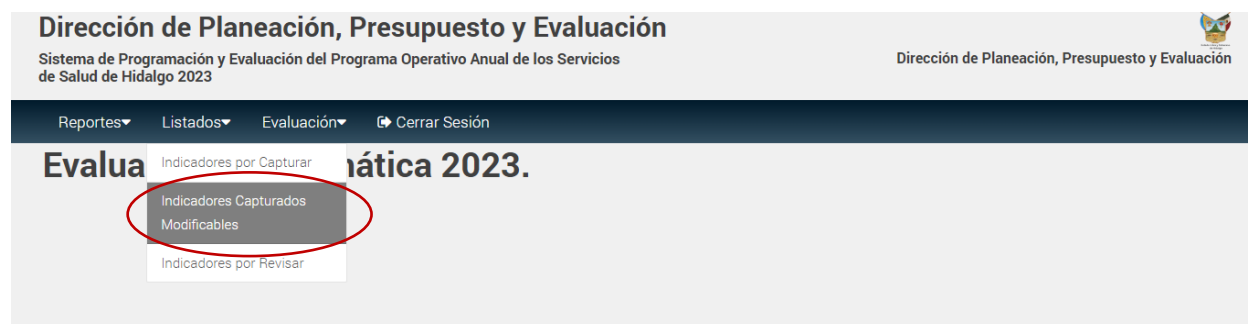 Dirección de Planeación, Presupuesto y Evaluación
Sistema de Programación y Evaluación del Programa Operativo Anual de los Servicios
de Salud de Hidalgo 2023
Dirección de Planeación, Presupuesto y Evaluación
Reportes Listados Evaluación Cerrar Sesión
Evalua ática 2023.
Indicadores por Capturar
Indicadores Capturados
Modificables
Indicadores por Revisar